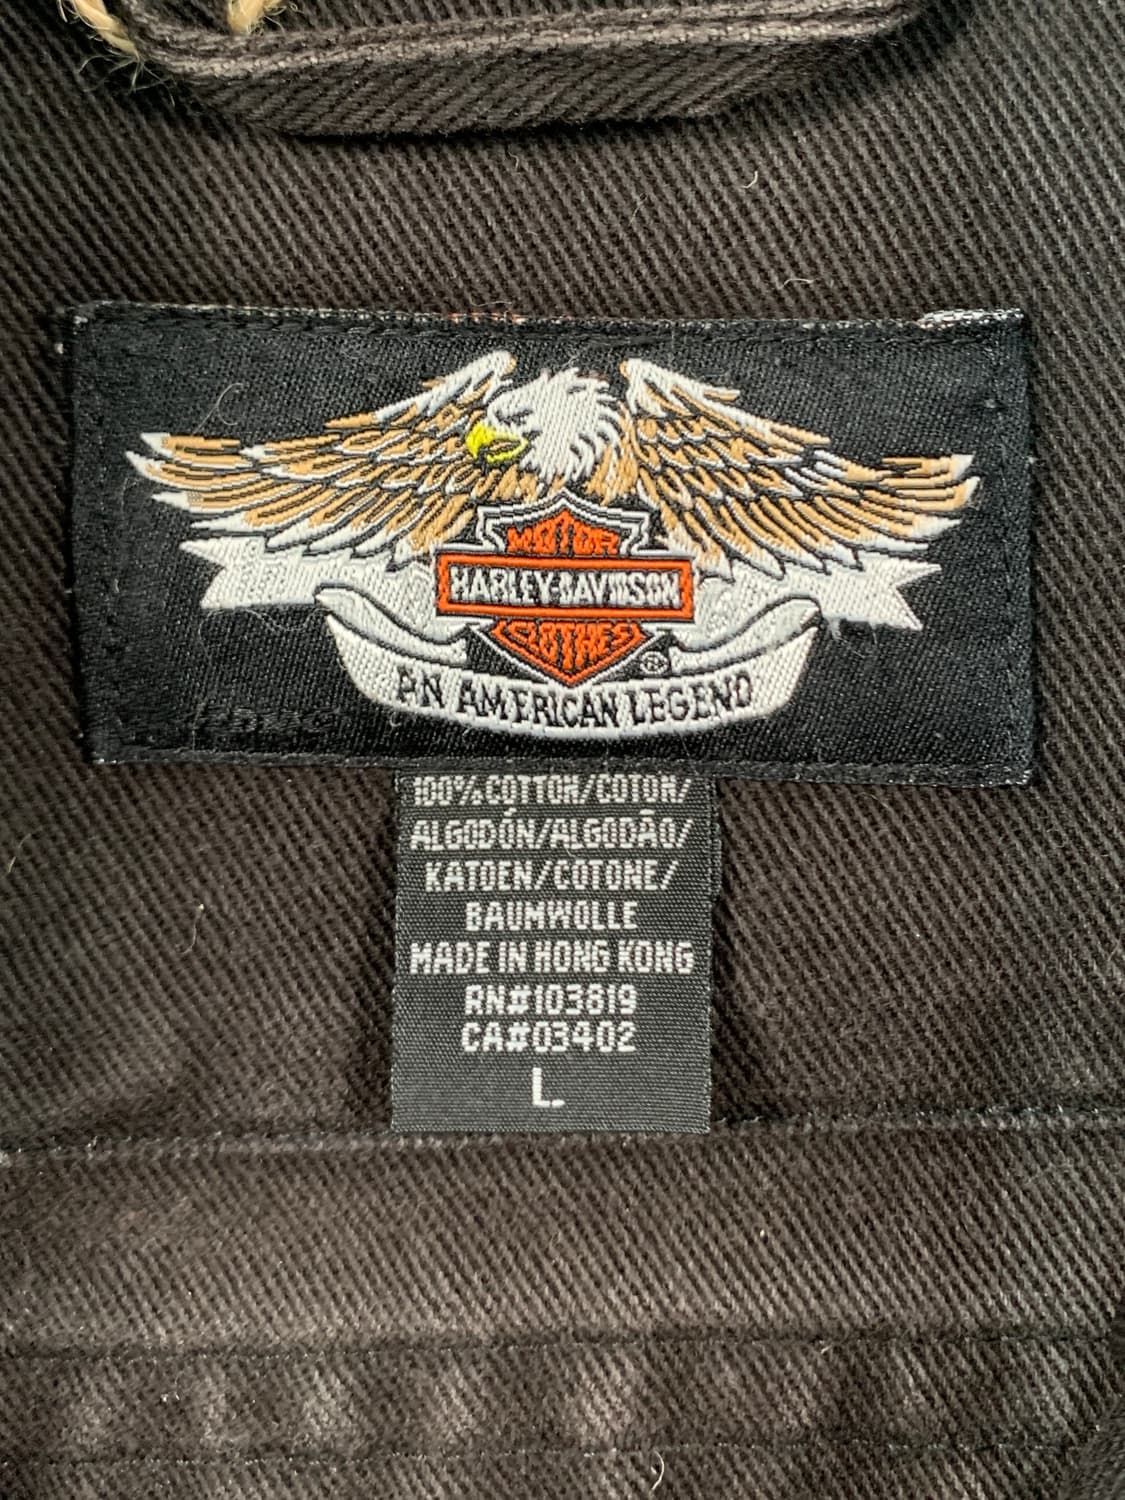 MOTOR
HARLEY-DAVIDSON
CLOTHES
®
AN AMERICAN LEGEND
100% COTTON/COTON/
ALGODÓN/ALGODÃO/
KATOEN/COTONE/
BAUMWOLLE
MADE IN HONG KONG
RN#103819
CA#03402
L.